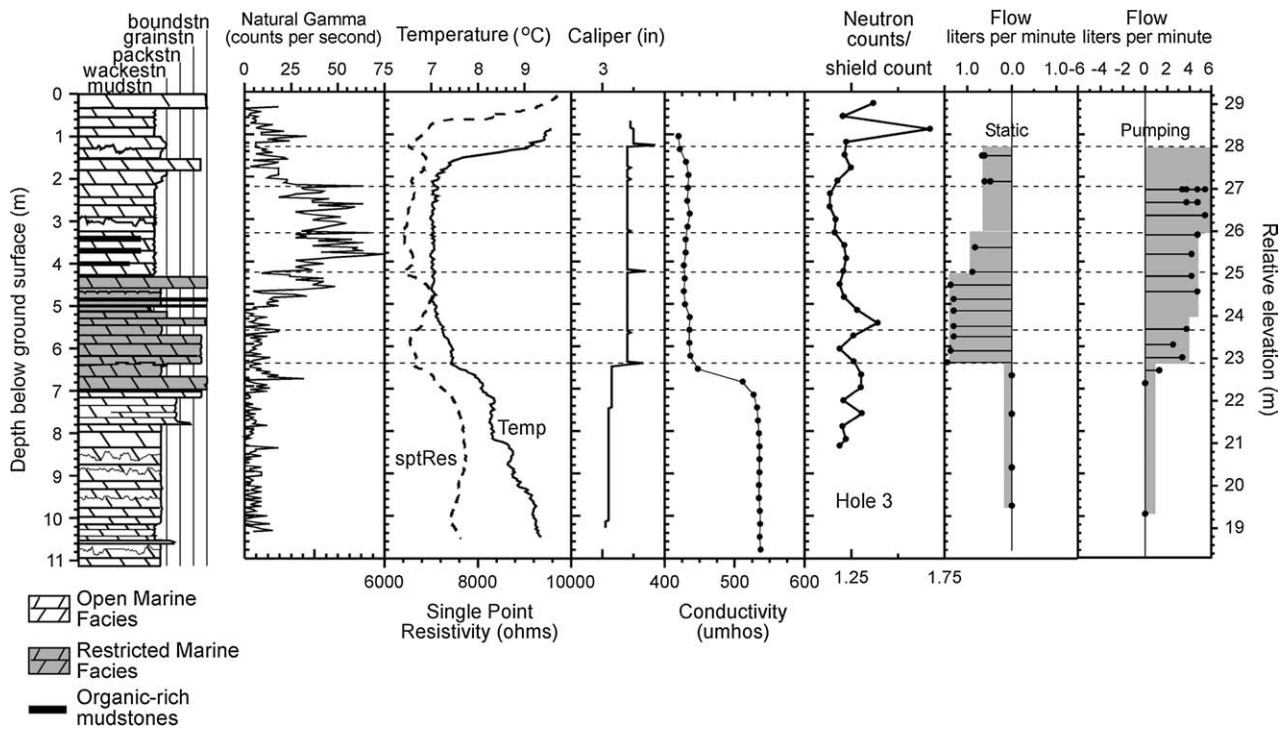 boundstn
grainstn
packstn
wackestn
mudstn
Natural Gamma
(counts per second)
0 25 50 75
Temperature (°C)
7 8 9
Caliper (in)
3
400 500 600
Neutron
counts/
shield count
Flow
liters per minute
1.0 0.0 1.0
Flow
liters per minute
-6 -4 -2 0 2 4 6
Depth below ground surface (m)
0
1
2
3
4
5
6
7
8
9
10
11
sptRes
Temp
Hole 3
Static
Pumping
29
28
27
26
25
24
23
22
21
20
19
Relative elevation (m)
6000 8000 10000
Single Point
Resistivity (ohms)
400 500 600
Conductivity
(umhos)
1.25 1.75
Open Marine
Facies
Restricted Marine
Facies
Organic-rich
mudstones